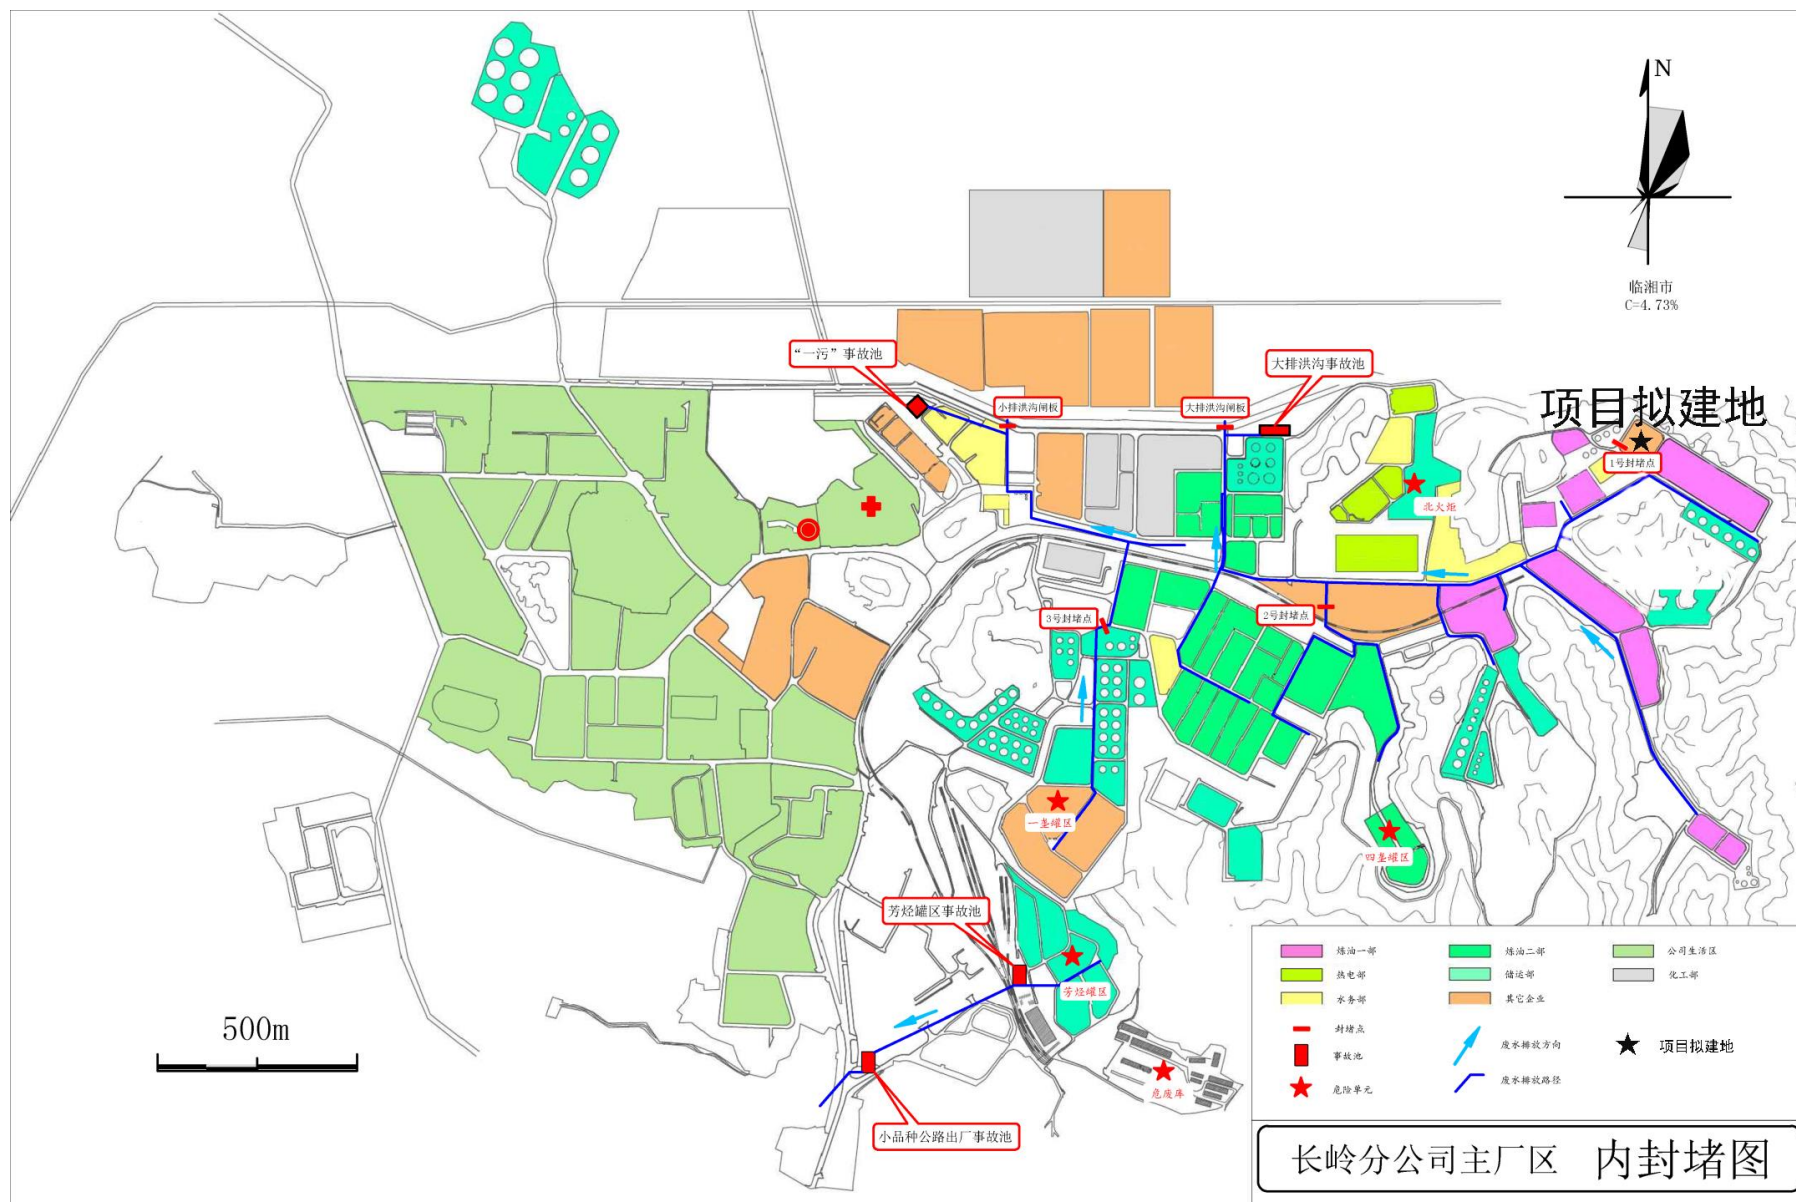 N
临湘市
C=4.73%
“一污”事故池
大排洪沟事故池
项目拟建地
小排洪沟闸板
大排洪沟闸板
1号封堵点
北火炬
3号封堵点
2号封堵点
一垄罐区
四垄罐区
芳烃罐区事故池
芳烃罐区
500m
危废库
小品种公路出厂事故池
炼油一部
炼油二部
公司生活区
热电部
储运部
化工部
水务部
其它企业
封堵点
废水排放方向
项目拟建地
事故池
危险单元
废水排放路径
长岭分公司主厂区 内封堵图